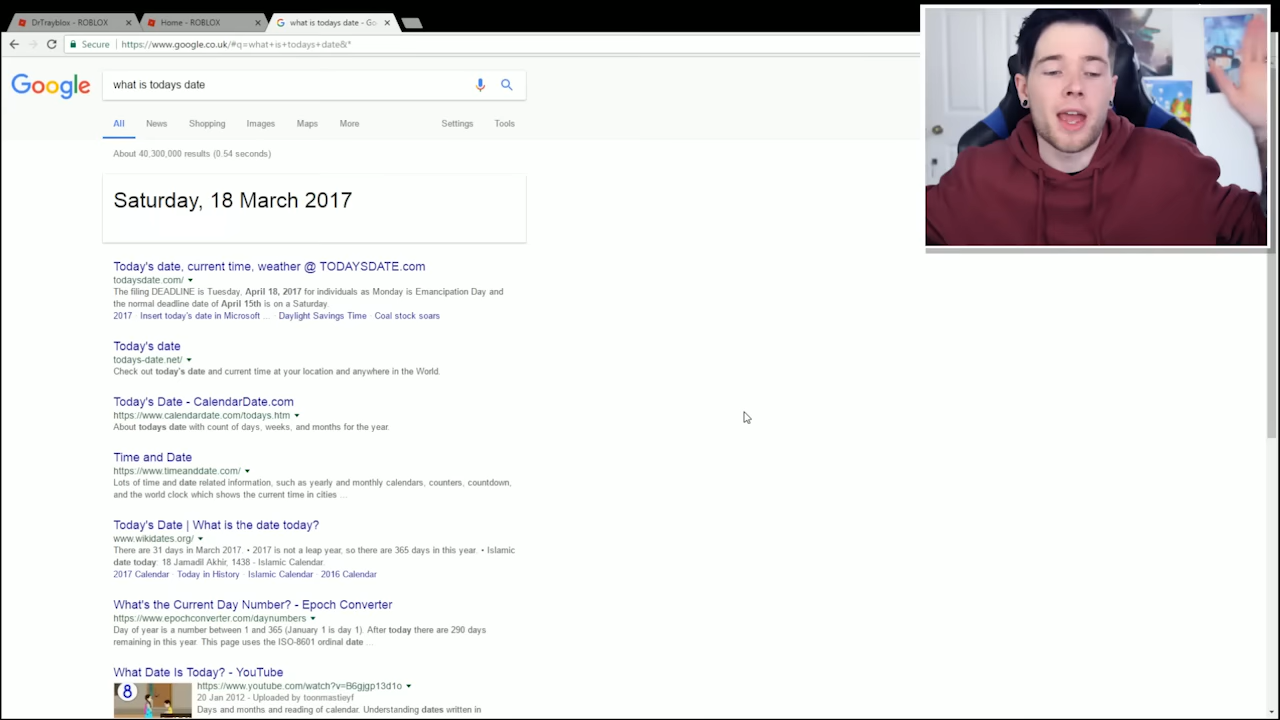 DrTrayblox - ROBLOX
Home - ROBLOX
what is todays date - Go
Secure
https://www.google.co.uk/#q=what+is+todays+date&*
Google
what is todays date
All News Shopping Images Maps More Settings Tools
About 40,300,000 results (0.54 seconds)
Saturday, 18 March 2017
Today's date, current time, weather @ TODAYSDATE.com
todaysdate.com/
The filing DEADLINE is Tuesday, April 18, 2017 for individuals as Monday is Emancipation Day and
the normal deadline date of April 15th is on a Saturday.
2017 · Insert today's date in Microsoft ... · Daylight Savings Time · Coal stock soars
Today's date
todays-date.net/
Check out today's date and current time at your location and anywhere in the World.
Today's Date - CalendarDate.com
https://www.calendardate.com/todays.htm
About todays date with count of days, weeks, and months for the year.
Time and Date
https://www.timeanddate.com/
Lots of time and date related information, such as yearly and monthly calendars, counters, countdown,
and the world clock which shows the current time in cities ...
Today's Date | What is the date today?
www.wikidates.org/
There are 31 days in March 2017. • 2017 is not a leap year, so there are 365 days in this year. • Islamic
date today: 18 Jamadil Akhir, 1438 - Islamic Calendar.
2017 Calendar · Today in History · Islamic Calendar · 2016 Calendar
What's the Current Day Number? - Epoch Converter
https://www.epochconverter.com/daynumbers
Day of year is a number between 1 and 365 (January 1 is day 1). After today there are 290 days
remaining in this year. This page uses the ISO-8601 ordinal date ...
What Date Is Today? - YouTube
8
https://www.youtube.com/watch?v=B6gjgp13d1o
20 Jan 2012 - Uploaded by toonmastieyf
Days and months and reading of calendar. Understanding dates written in